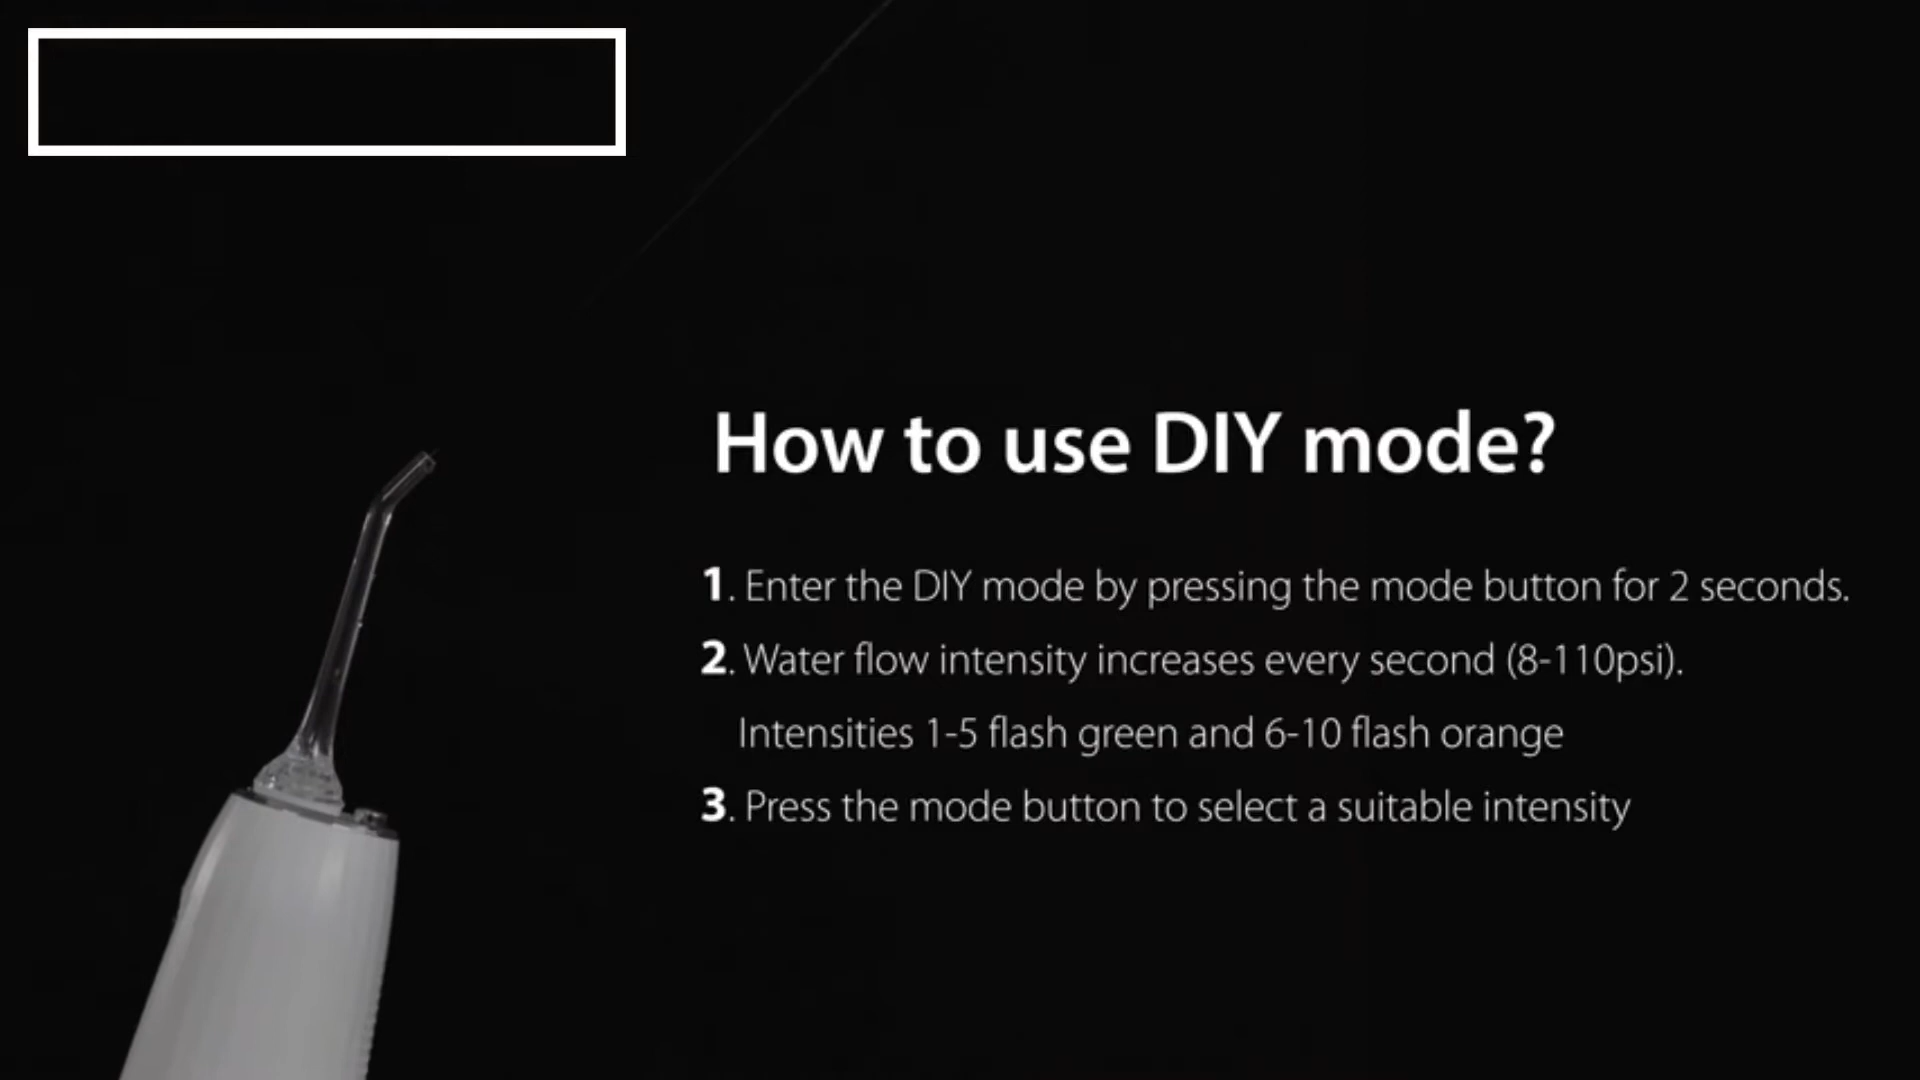 How to use DIY mode?
1. Enter the DIY mode by pressing the mode button for 2 seconds.
2. Water flow intensity increases every second (8-110psi).
Intensities 1-5 flash green and 6-10 flash orange
3. Press the mode button to select a suitable intensity